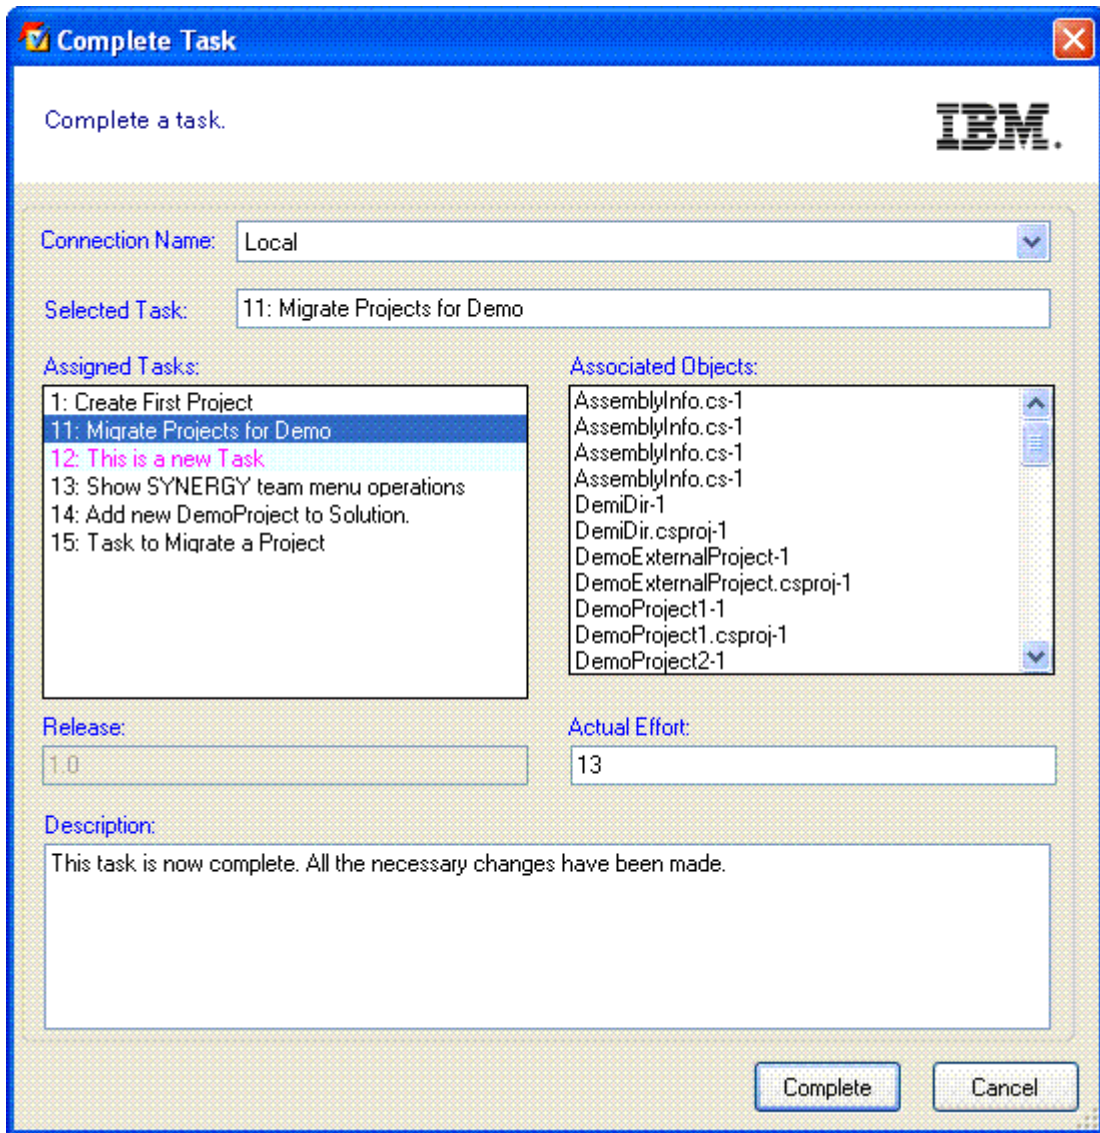 Complete Task
Complete a task.
IBM.
Connection Name:
Local
Selected Task:
11: Migrate Projects for Demo
Assigned Tasks:
1: Create First Project
11: Migrate Projects for Demo
12: This is a new Task
13: Show SYNERGY team menu operations
14: Add new DemoProject to Solution.
15: Task to Migrate a Project
Associated Objects:
AssemblyInfo.cs-1
AssemblyInfo.cs-1
AssemblyInfo.cs-1
AssemblyInfo.cs-1
DemiDir-1
DemiDir.csproj-1
DemoExternalProject-1
DemoExternalProject.csproj-1
DemoProject1-1
DemoProject1.csproj-1
DemoProject2-1
Release:
1.0
Actual Effort:
13
Description:
This task is now complete. All the necessary changes have been made.
Complete
Cancel